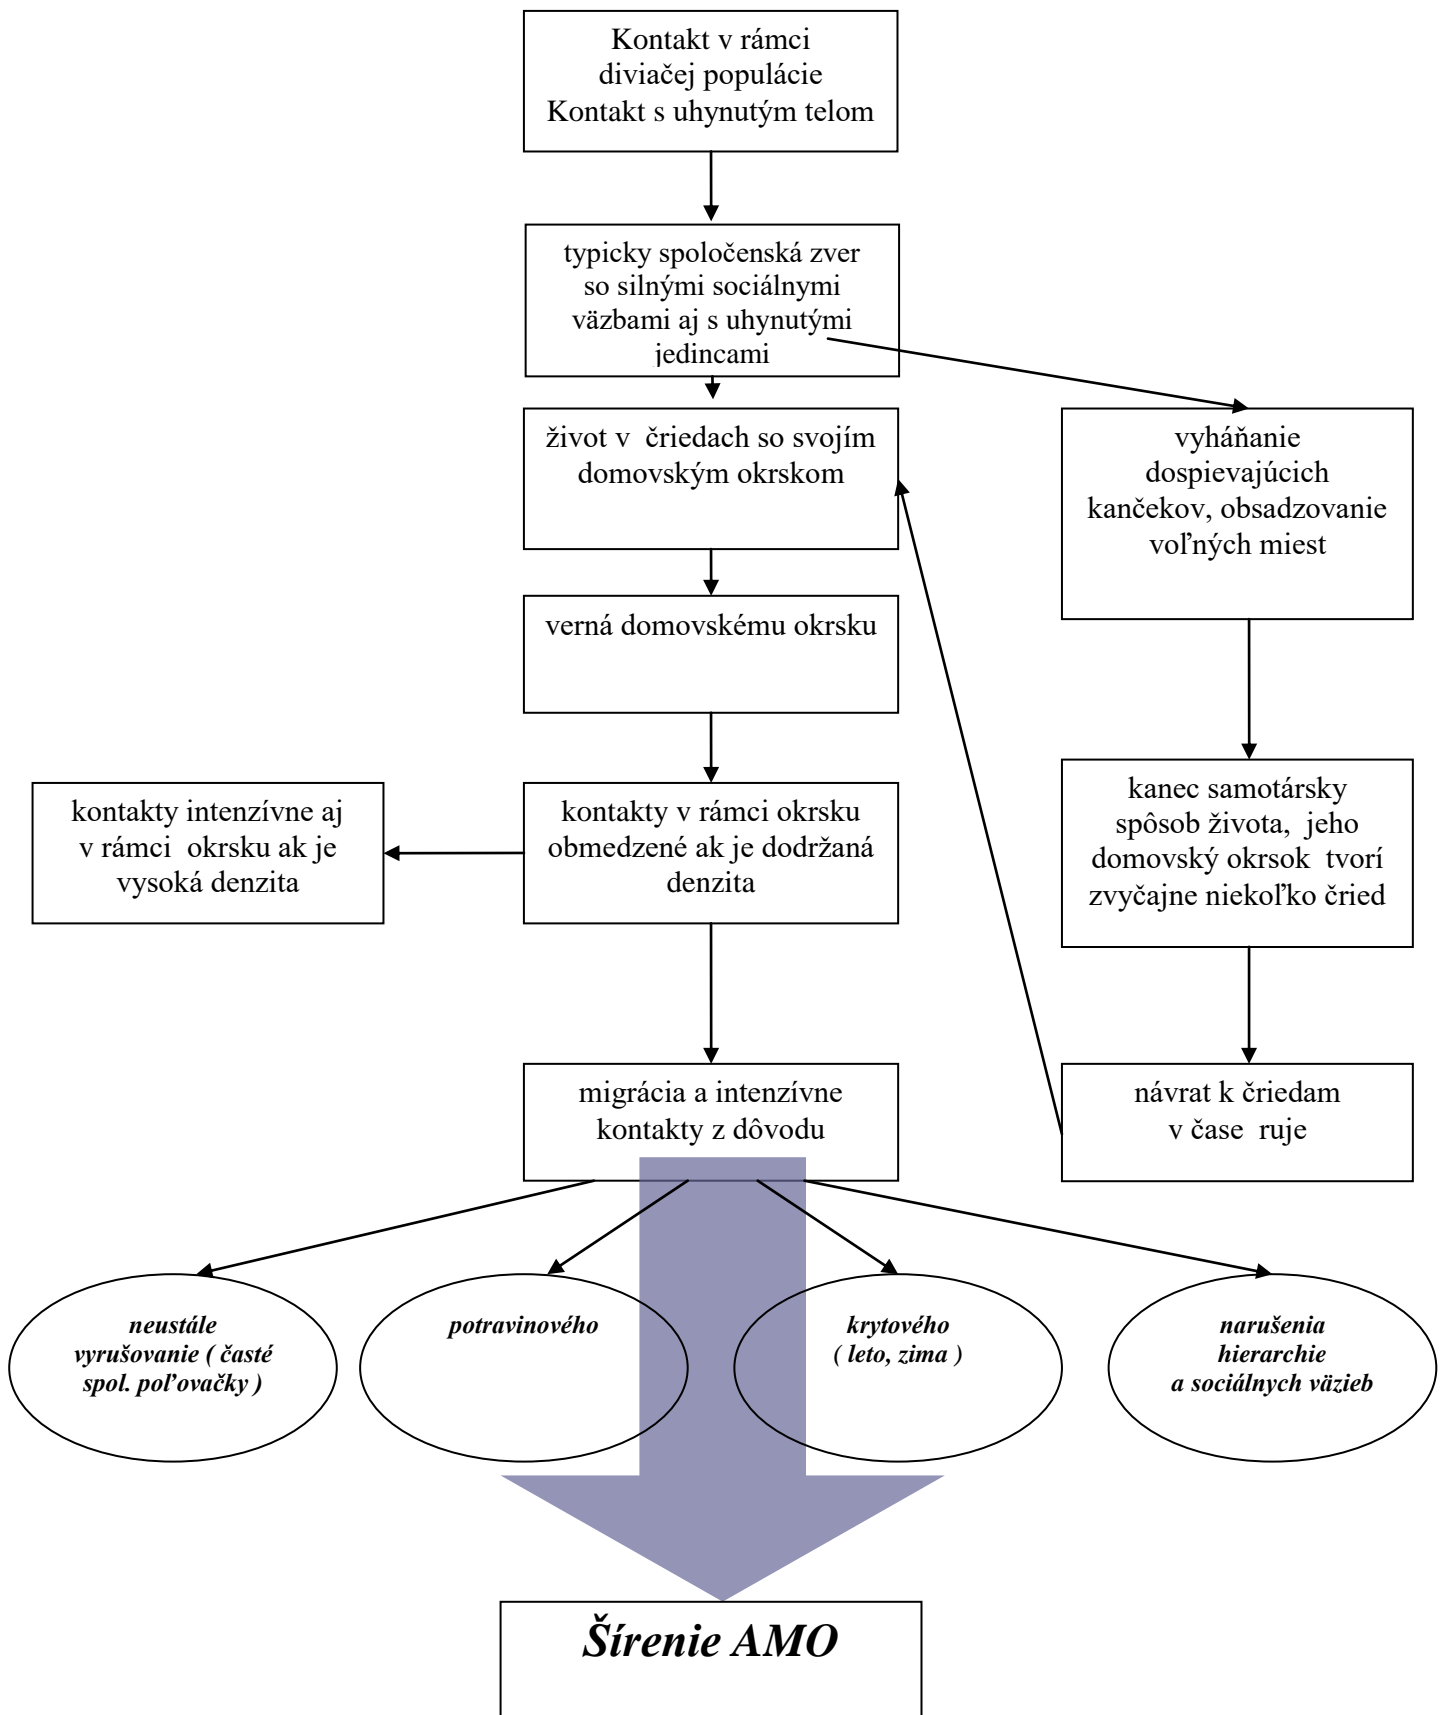 Kontakt v rámci
diviačej populácie
Kontakt s uhynutým telom
typicky spoločenská zver
so silnými sociálnymi
väzbami aj s uhynutými
jedincami
život v čriedach so svojím
domovským okrskom
vyháňanie
dospievajúcich
kančekov, obsadzovanie
voľných miest
verná domovskému okrsku
kontakty intenzívne aj
v rámci okrsku ak je
vysoká denzita
kontakty v rámci okrsku
obmedzené ak je dodržaná
denzita
kanec samotársky
spôsob života, jeho
domovský okrsok tvorí
zvyčajne niekoľko čried
migrácia a intenzívne
kontakty z dôvodu
návrat k čriedam
v čase ruje
neustále
vyrušovanie ( časté
spol. poľovačky )
potravinového
krytového
( leto, zima )
narušenia
hierarchie
a sociálnych väzieb
Šírenie AMO